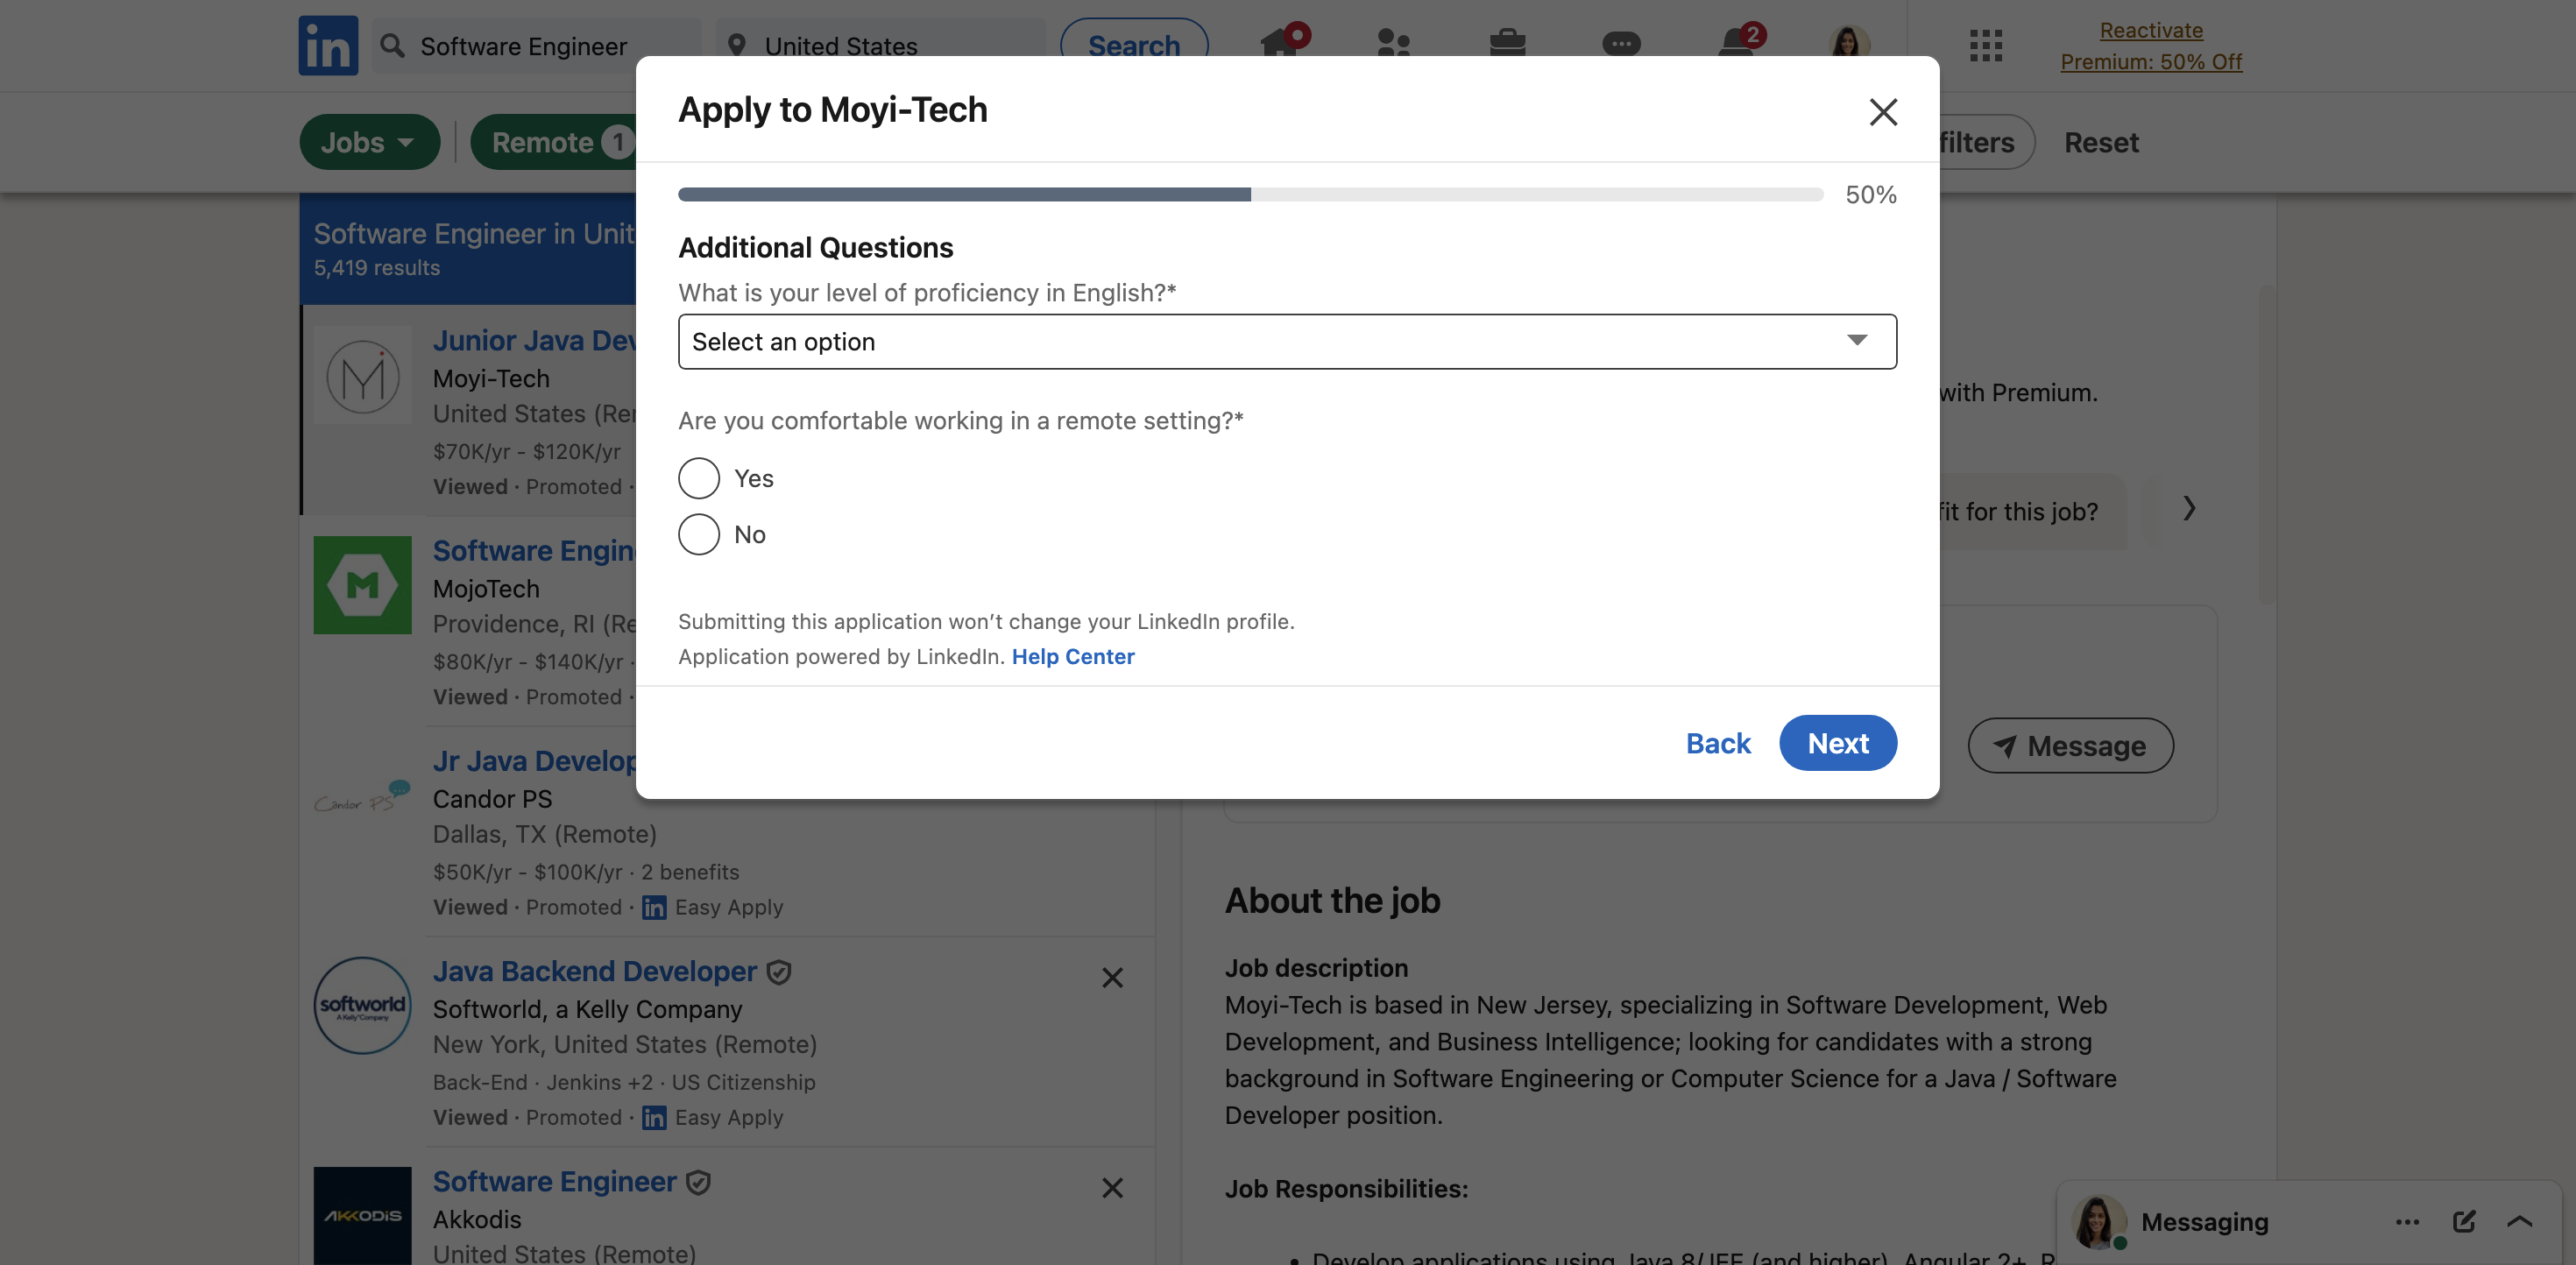 in
Software Engineer
United States
Search
2
Reactivate
Premium: 50% Off
Jobs
Remote
1
filters
Reset
Software Engineer in Unit
5,419 results
Junior Java Dev
Moyi-Tech
United States (Re
$70K/yr - $120K/yr
Viewed · Promoted ·
Software Engin
MojoTech
Providence, RI (Re
$80K/yr - $140K/yr ·
Viewed · Promoted ·
Jr Java Develop
Candor PS
Candor PS
Dallas, TX (Remote)
$50K/yr - $100K/yr · 2 benefits
Viewed · Promoted · in Easy Apply
softworld
A Kelly Company
Java Backend Developer
Softworld, a Kelly Company
New York, United States (Remote)
Back-End · Jenkins +2 · US Citizenship
Viewed · Promoted · in Easy Apply
AKKODIS
Software Engineer
Akkodis
United States (Remote)
Apply to Moyi-Tech
50%
Additional Questions
What is your level of proficiency in English?*
Select an option
Are you comfortable working in a remote setting?*
Yes
No
Submitting this application won’t change your LinkedIn profile.
Application powered by LinkedIn. Help Center
Back
Next
with Premium.
fit for this job?
Message
About the job
Job description
Moyi-Tech is based in New Jersey, specializing in Software Development, Web
Development, and Business Intelligence; looking for candidates with a strong
background in Software Engineering or Computer Science for a Java / Software
Developer position.
Job Responsibilities:
• Develop applications using Java 8/JEE (and higher), Angular 2+, R
Messaging